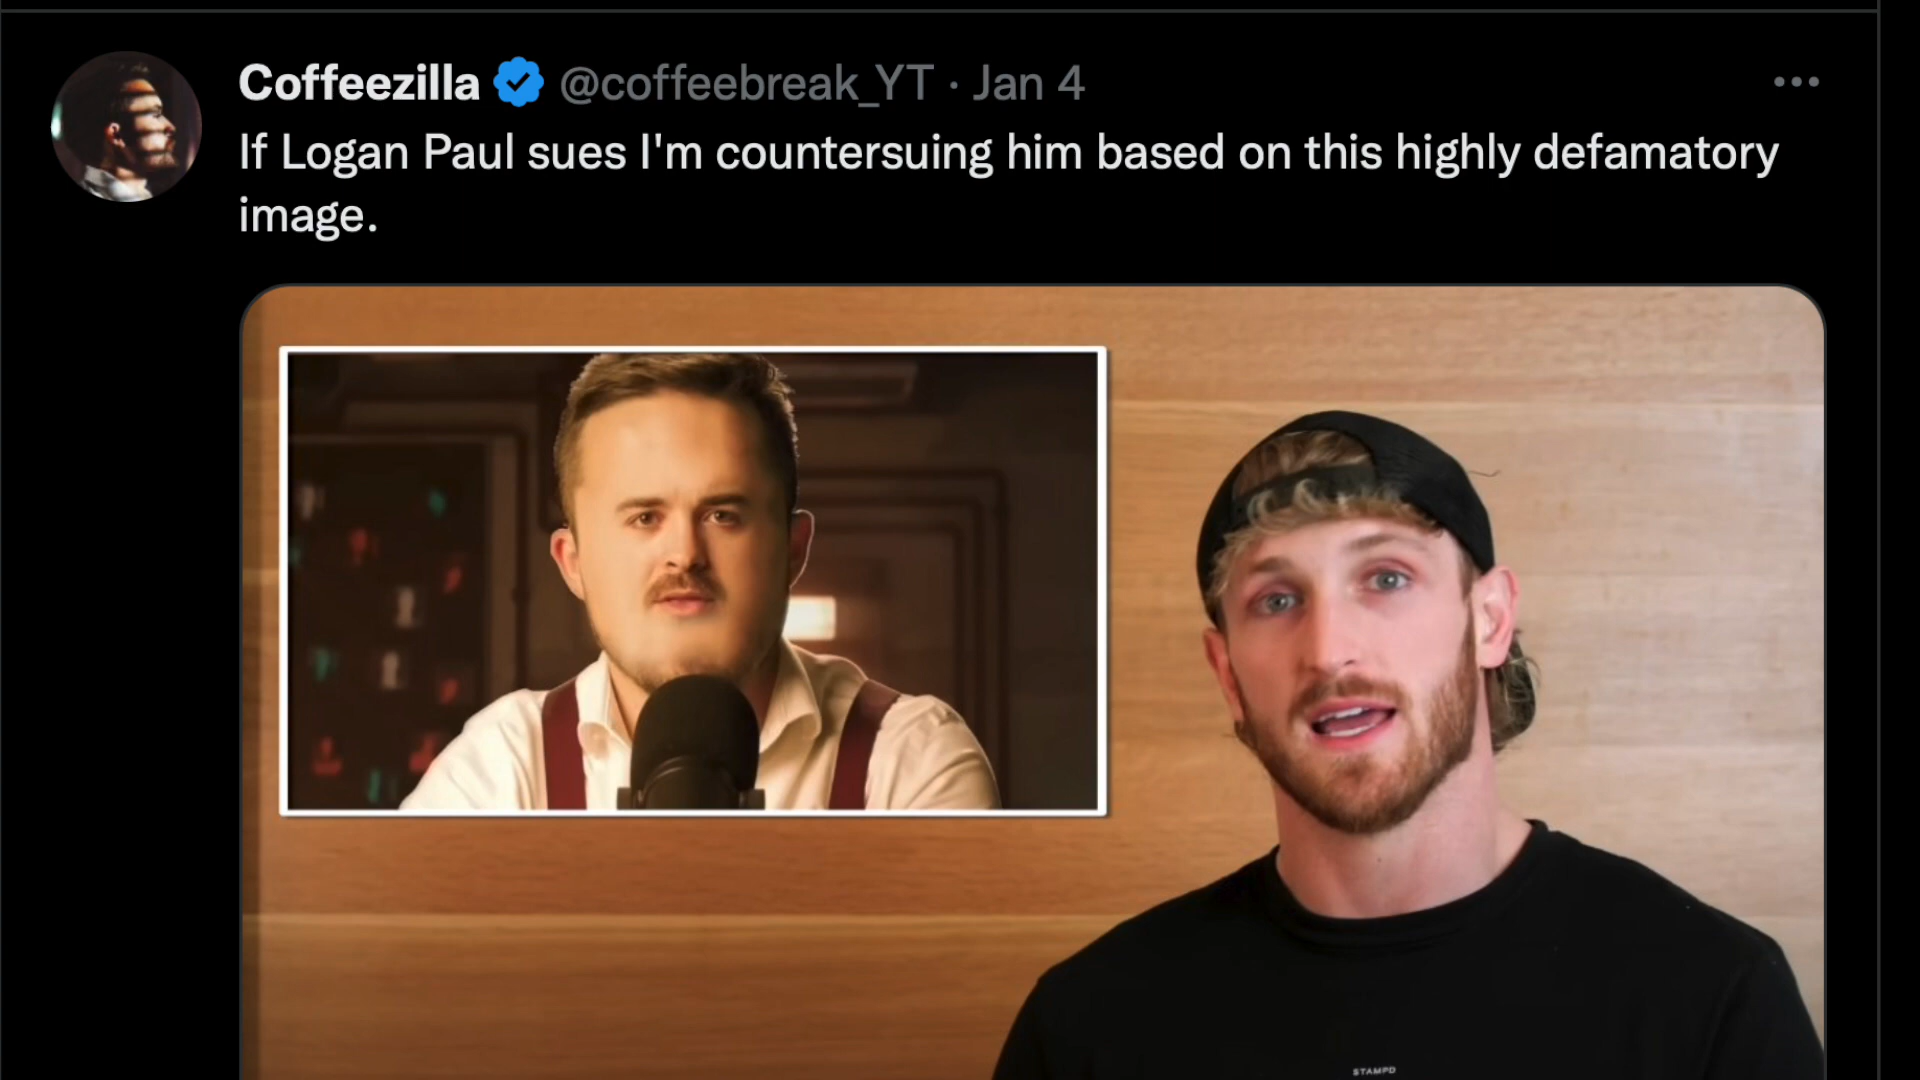 Coffeezilla @coffeebreak_YT · Jan 4
If Logan Paul sues I'm countersuing him based on this highly defamatory
image.
STAMPD